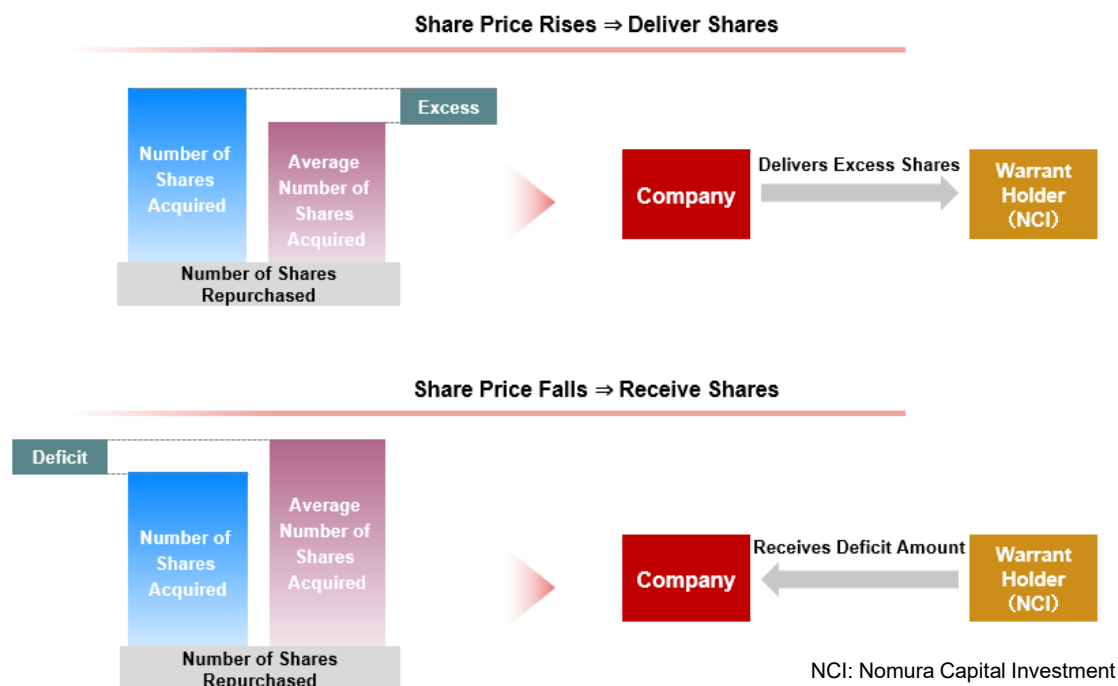 Share Price Rises ⇒ Deliver Shares
Excess
Number of
Shares
Acquired
Average
Number of
Shares
Acquired
Number of Shares
Repurchased
Company
Delivers Excess Shares
Warrant
Holder
(NCI)
Share Price Falls ⇒ Receive Shares
Deficit
Number of
Shares
Acquired
Average
Number of
Shares
Acquired
Number of Shares
Repurchased
Company
Receives Deficit Amount
Warrant
Holder
(NCI)
NCI: Nomura Capital Investment